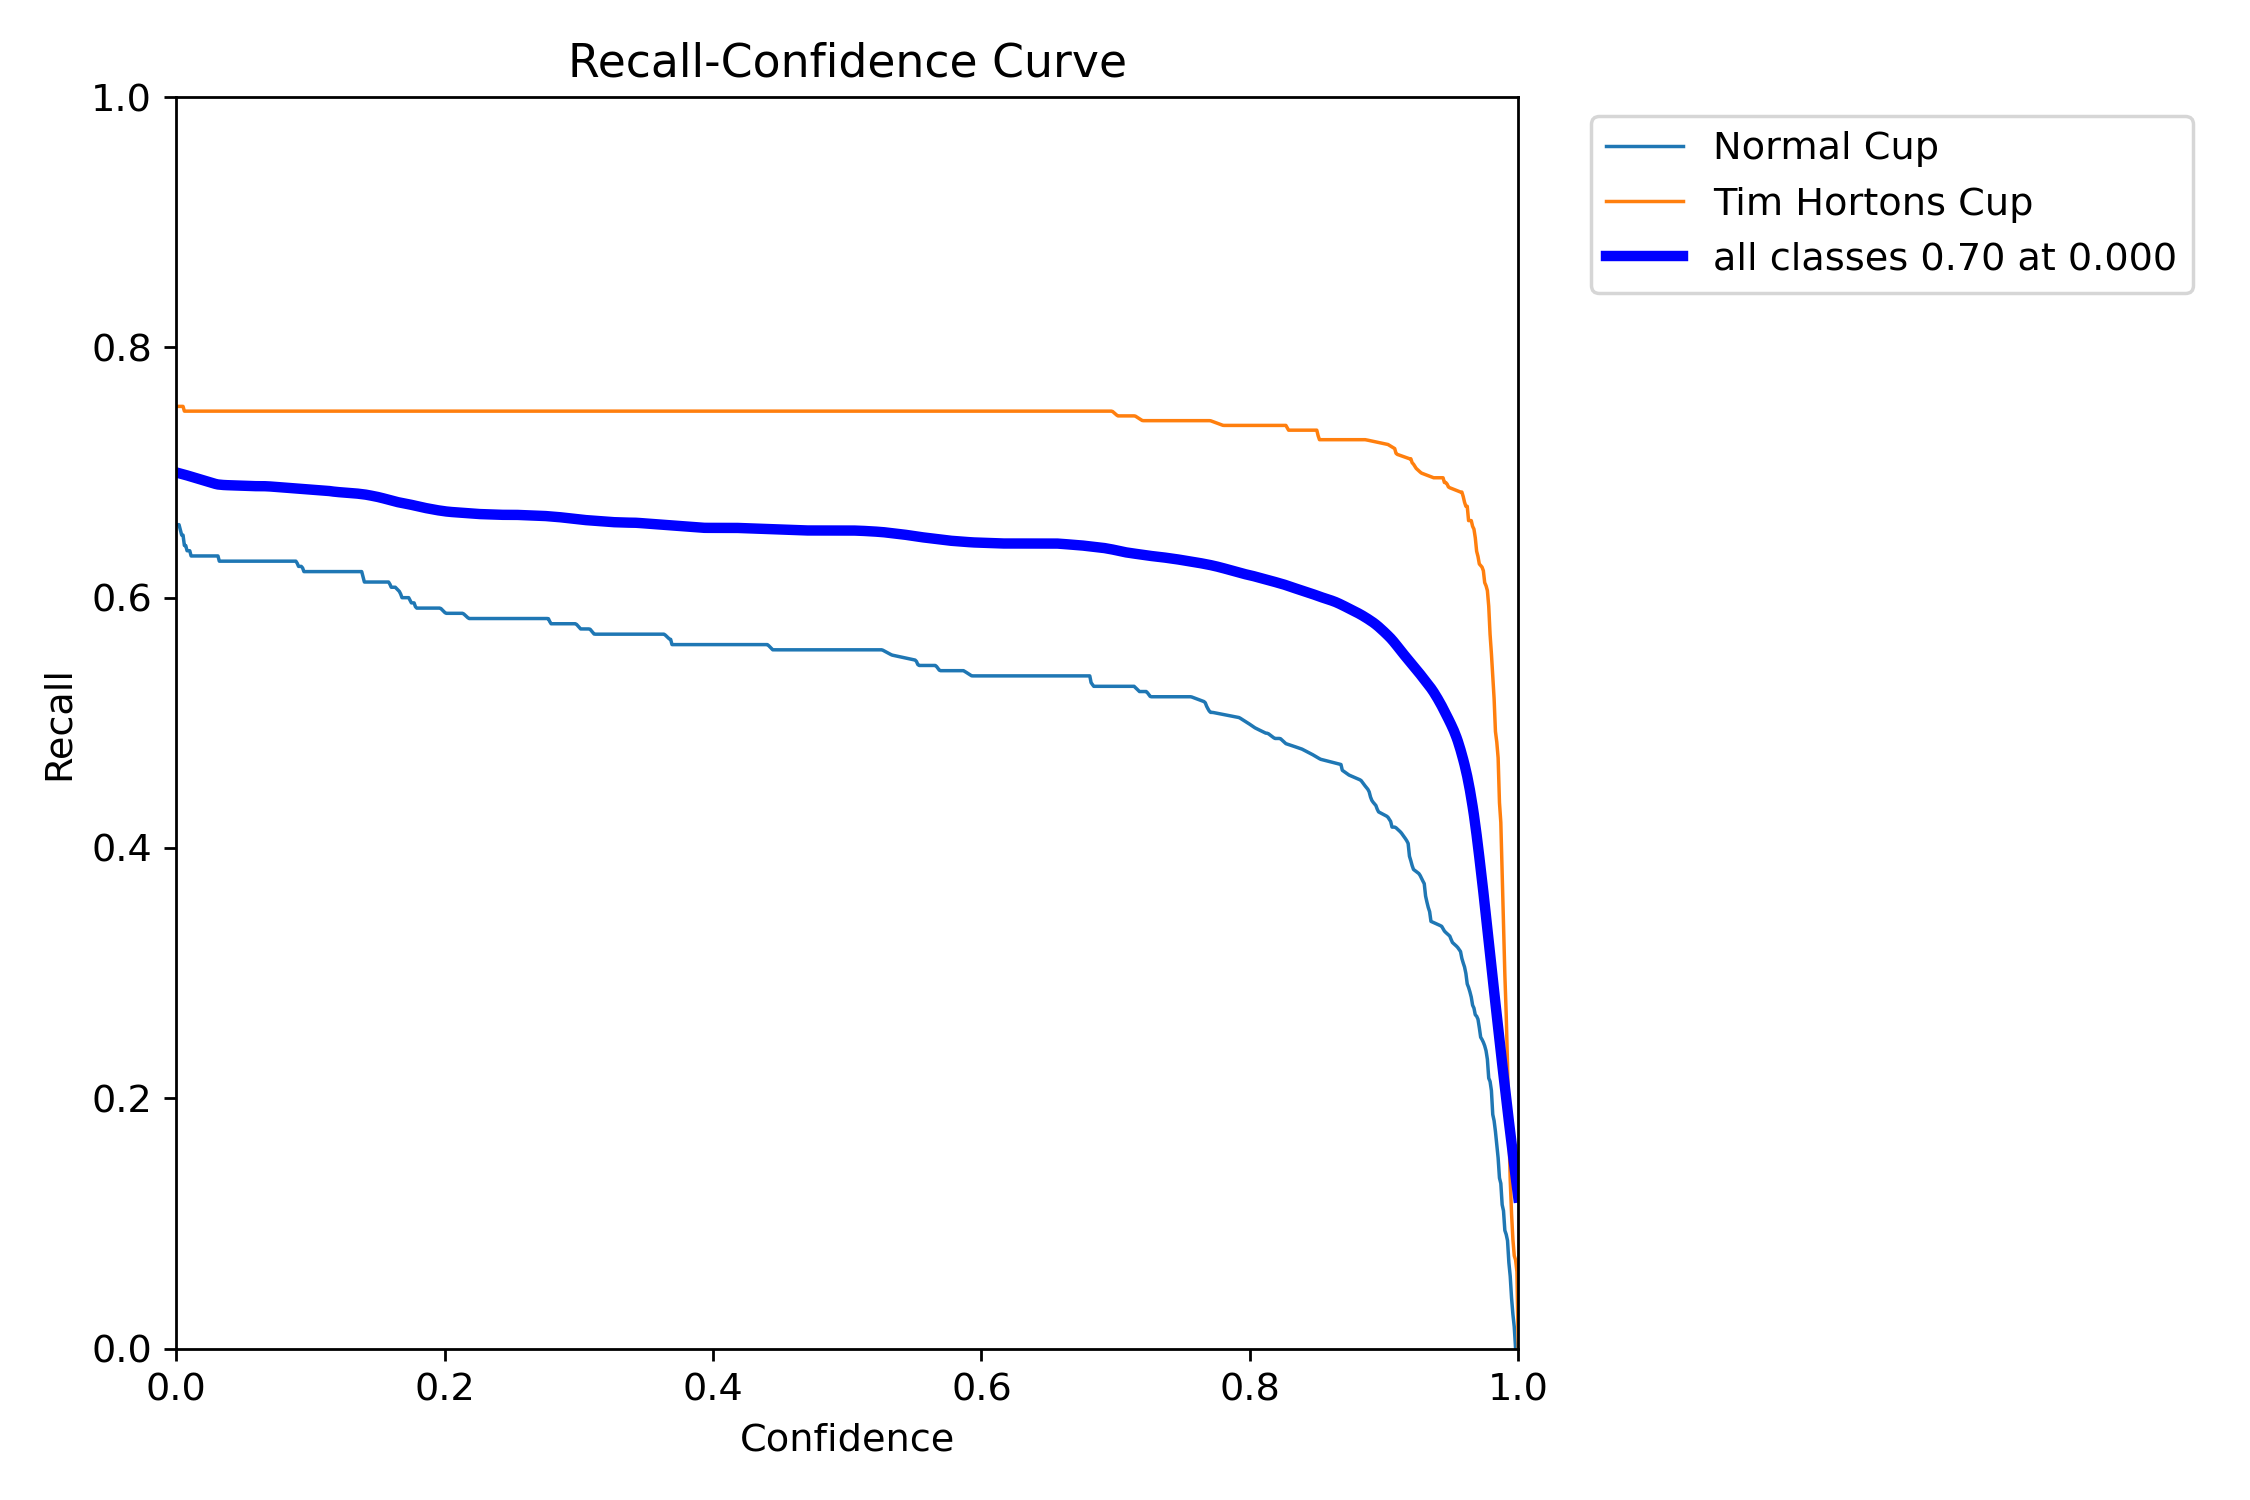 Recall-Confidence Curve
1.0
0.8
0.6
0.4
0.2
0.0
Recall
0.0 0.2 0.4 0.6 0.8 1.0
Confidence
Normal Cup
Tim Hortons Cup
all classes 0.70 at 0.000